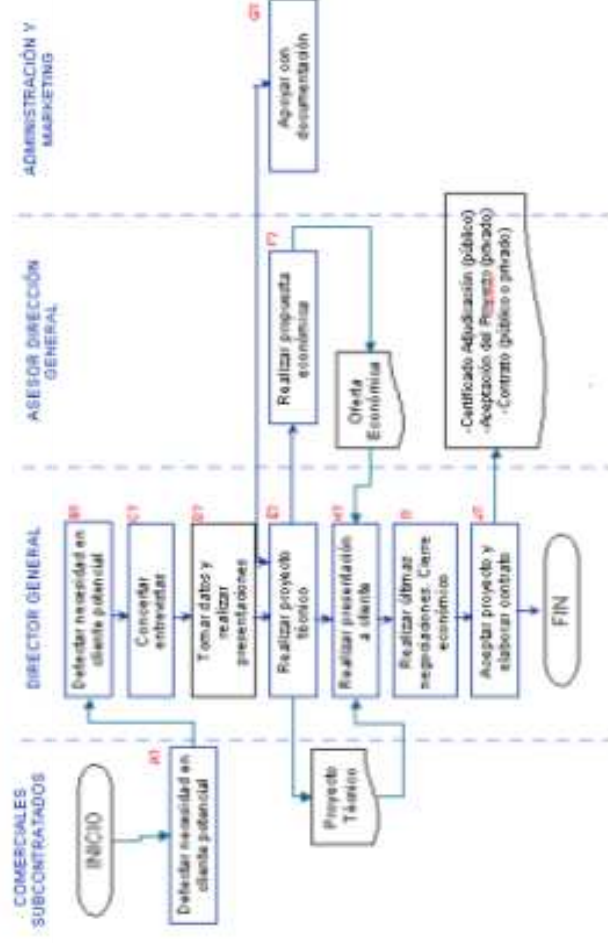 COMERCIALES
SUBCONTRATADOS
DIRECTOR GENERAL
ASESOR DIRECCIÓN
GENERAL
ADMINISTRACIÓN Y
MARKETING
INICIO
Detectar necesidad en
cliente potencial
Detectar necesidad en
cliente potencial
Concertar
entrevistas
Tomar datos y
realizar
presentaciones
Realizar proyecto
técnico
Realizar propuesta
económica
Apoyar con
documentación
Proyecto
Técnico
Realizar presentación
a cliente
Oferta
Económica
Realizar últimas
negociaciones. Cierre
económico
Aceptar proyecto y
elaborar contrato
-Certificado Adjudicación (público)
-Aceptación del Proyecto (privado)
-Contrato (público o privado)
FIN